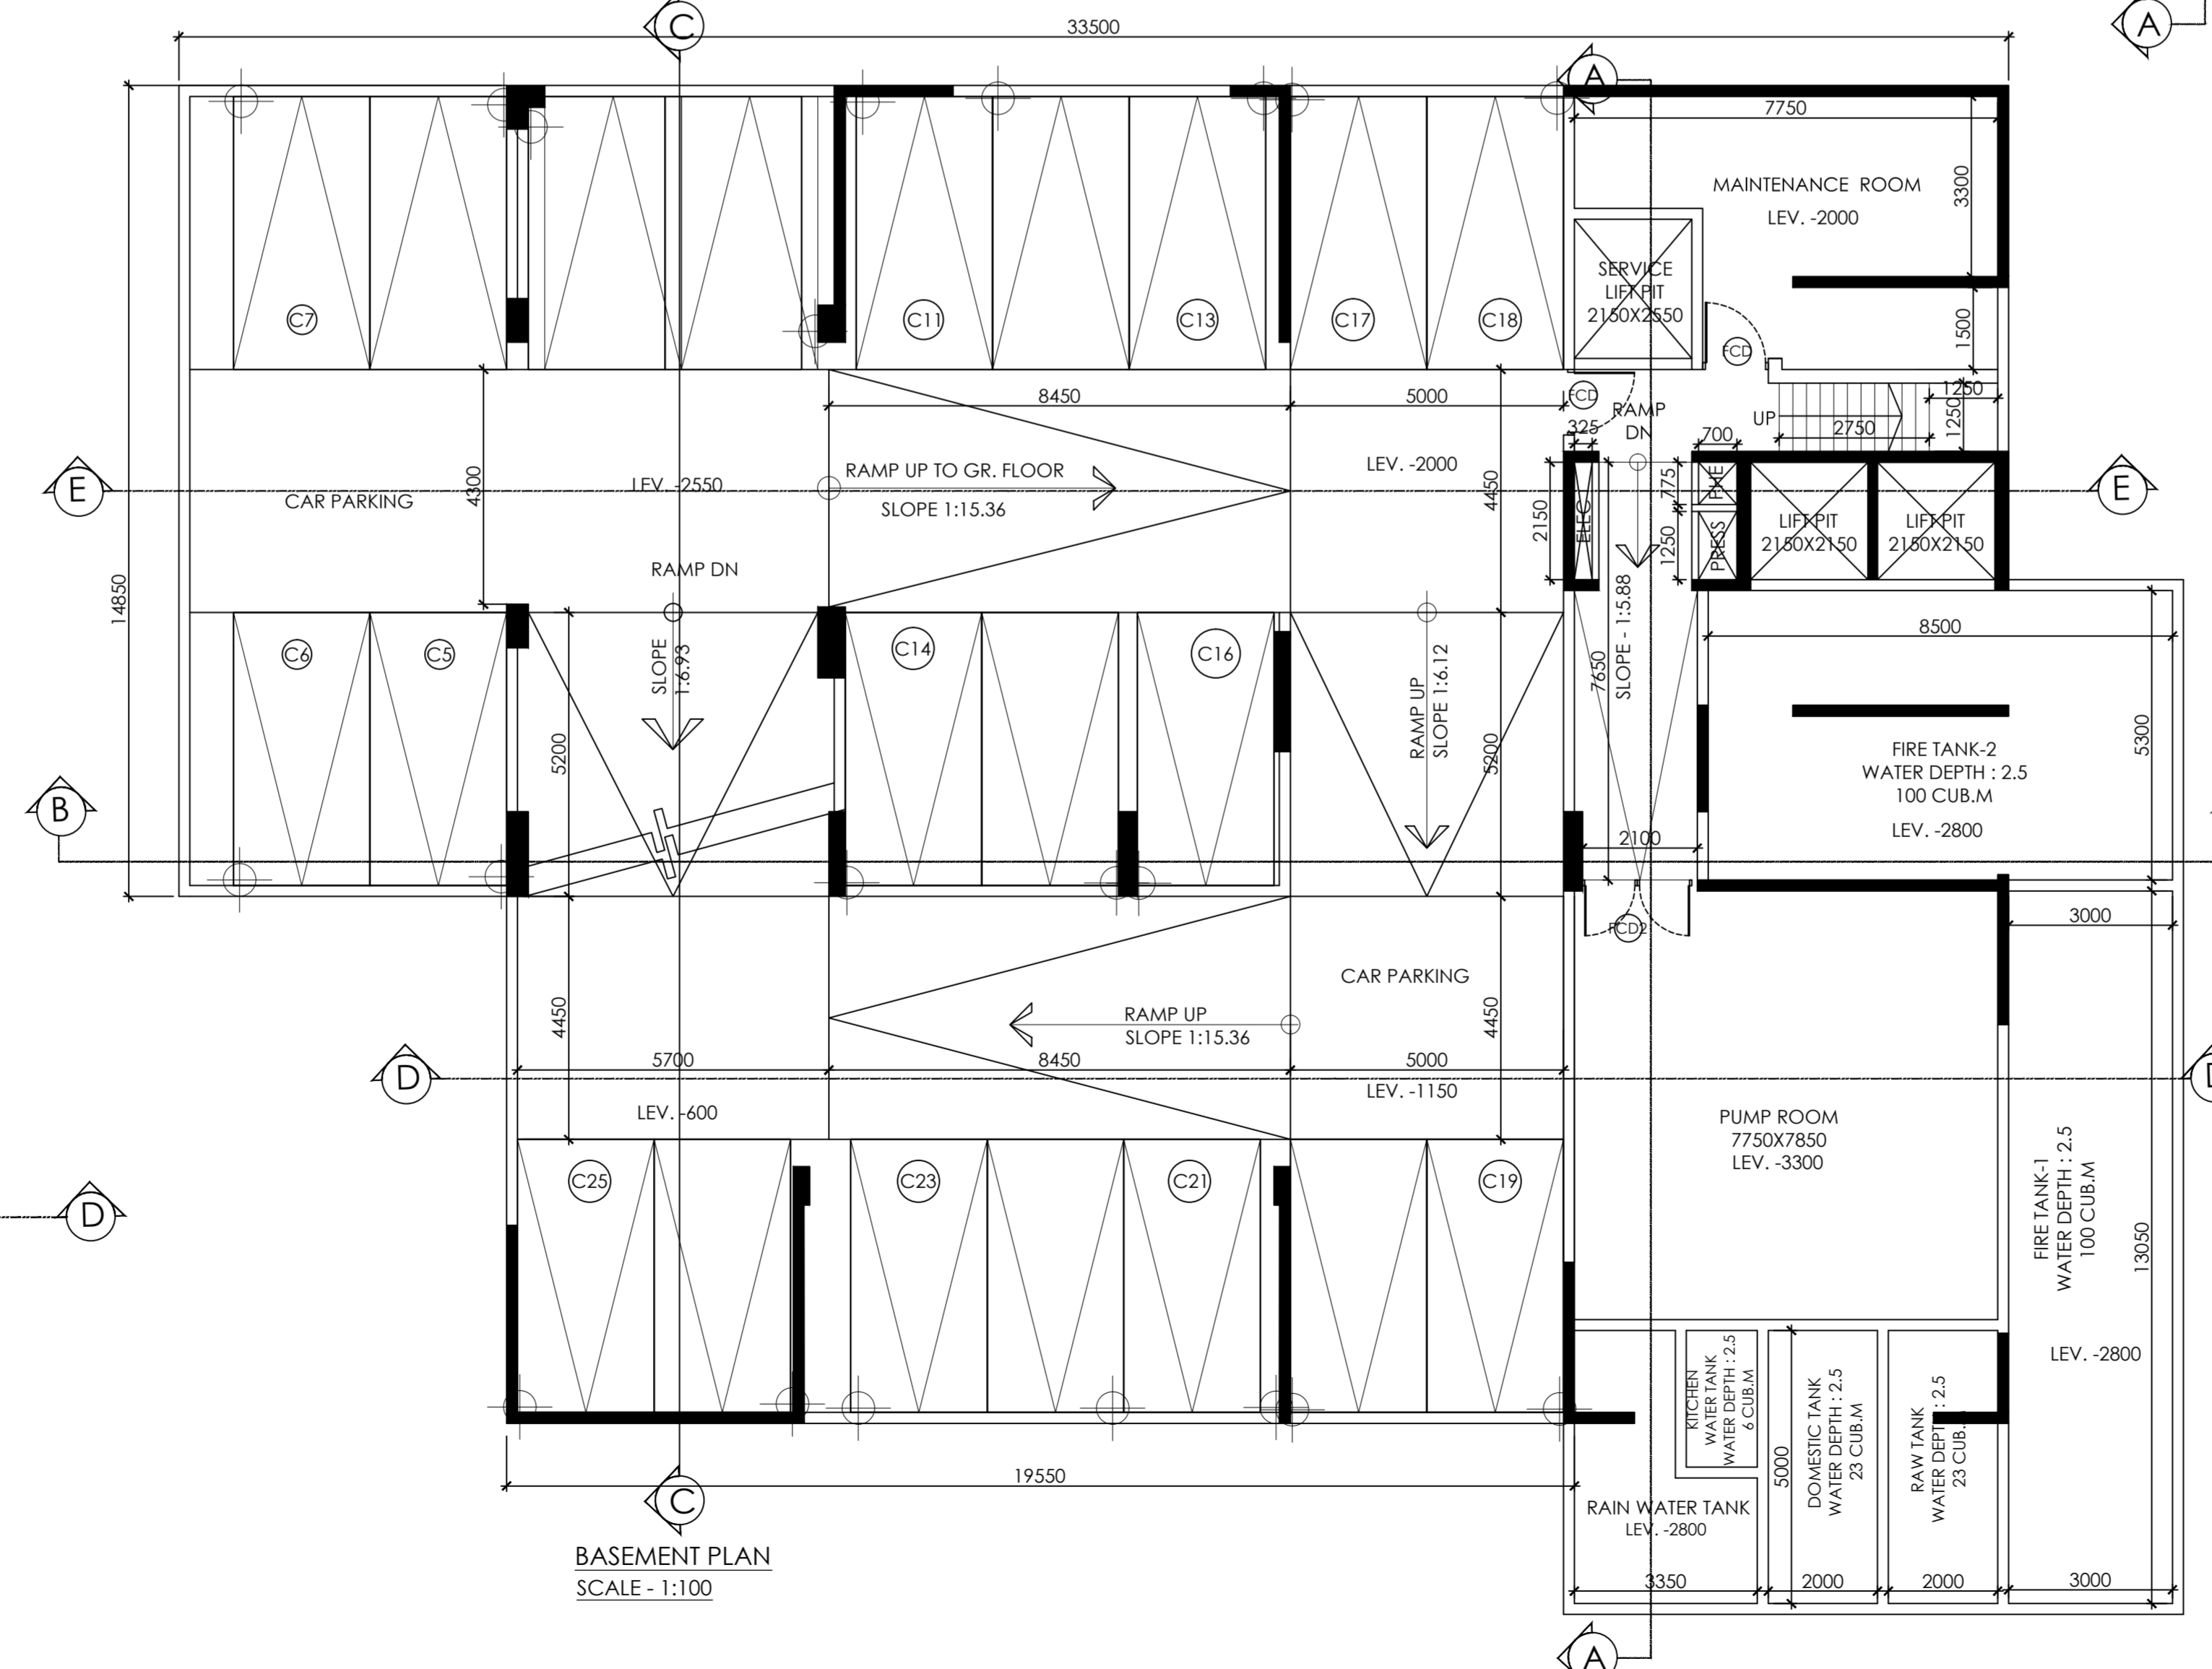 C
33500
A
A
7750
MAINTENANCE ROOM
LEV. -2000
3300
SERVICE
LIFT PIT
2150X2550
C7
C11
C13
C17
C18
1500
FCD
8450
5000
FCD
RAMP
DN
325
700
UP
2750
1250
1250
E
CAR PARKING
4300
LEV. -2550
RAMP UP TO GR. FLOOR
SLOPE 1:15.36
LEV. -2000
4450
2150
ELEC
775
PHE
1250
PRESS
LIFT PIT
2150X2150
LIFT PIT
2150X2150
E
RAMP DN
14850
SLOPE - 1:5.88
7650
8500
C6
C5
SLOPE
1:6.93
C14
C16
RAMP UP
SLOPE 1:6.12
5200
5200
5300
FIRE TANK-2
WATER DEPTH : 2.5
100 CUB.M
LEV. -2800
B
2100
FCD2
3000
CAR PARKING
4450
RAMP UP
SLOPE 1:15.36
4450
5700
8450
5000
D
LEV. -600
LEV. -1150
D
PUMP ROOM
7750X7850
LEV. -3300
C25
C23
C21
C19
D
FIRE TANK-1
WATER DEPTH : 2.5
100 CUB.M
13050
LEV. -2800
KITCHEN
WATER TANK
WATER DEPTH : 2.5
6 CUB.M
DOMESTIC TANK
WATER DEPTH : 2.5
23 CUB.M
RAW TANK
WATER DEPTH : 2.5
23 CUB.M
5000
19550
C
RAIN WATER TANK
LEV. -2800
BASEMENT PLAN
SCALE - 1:100
3350
2000
2000
3000
A